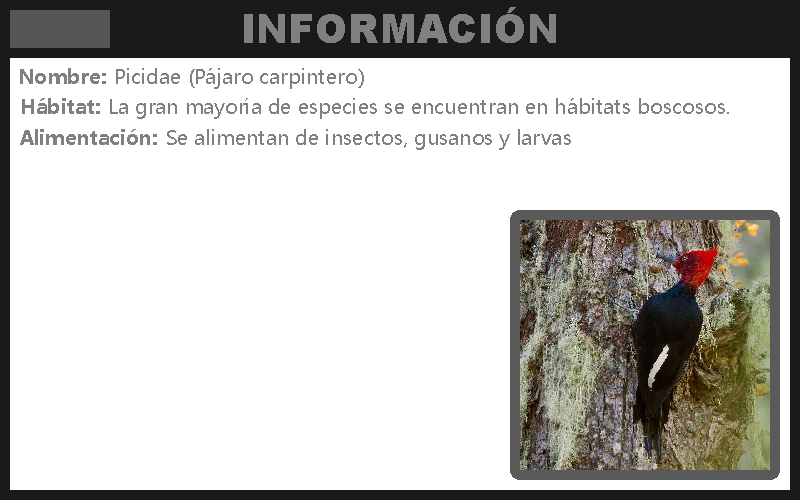 INFORMACIÓN
Nombre: Picidae (Pájaro carpintero)
Hábitat: La gran mayoría de especies se encuentran en hábitats boscosos.
Alimentación: Se alimentan de insectos, gusanos y larvas